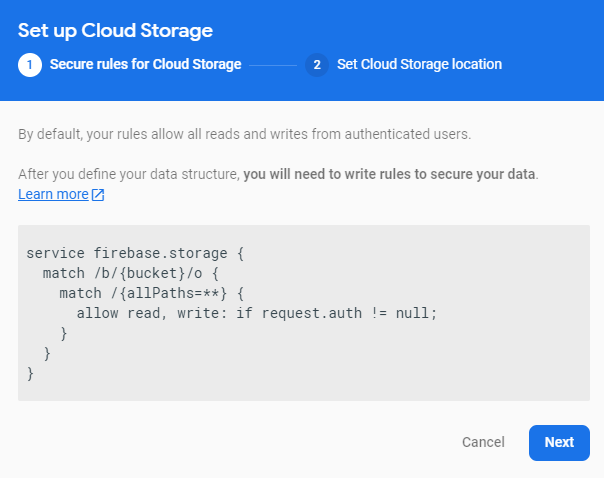 Set up Cloud Storage
1 Secure rules for Cloud Storage 2 Set Cloud Storage location
By default, your rules allow all reads and writes from authenticated users.
After you define your data structure, you will need to write rules to secure your data.
Learn more
service firebase.storage {
  match /b/{bucket}/o {
    match /{allPaths=**} {
      allow read, write: if request.auth != null;
    }
  }
}
Cancel Next